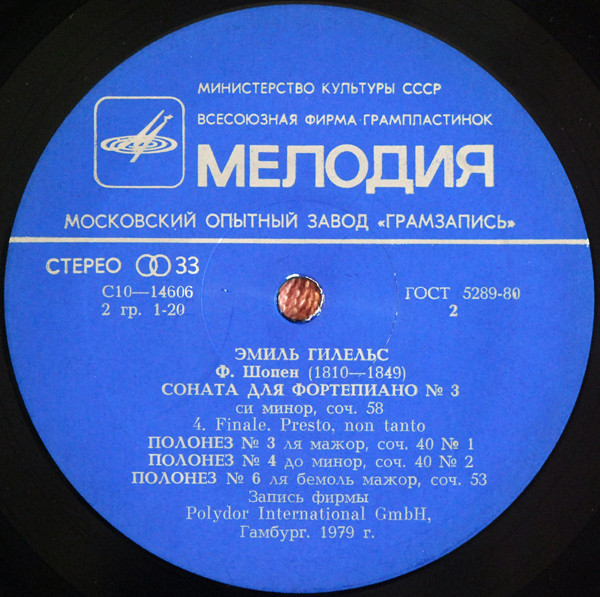 МИНИСТЕРСТВО КУЛЬТУРЫ СССР
ВСЕСОЮЗНАЯ ФИРМА ГРАМПЛАСТИНОК
МЕЛОДИЯ
МОСКОВСКИЙ ОПЫТНЫЙ ЗАВОД «ГРАМЗАПИСЬ»
СТЕРЕО 33
С10—14606 ГОСТ 5289-80
2 гр. 1-20 2
ЭМИЛЬ ГИЛЕЛЬС
Ф. Шопен (1810—1849)
СОНАТА ДЛЯ ФОРТЕПИАНО № 3
си минор, соч. 58
4. Finale. Presto, non tanto
ПОЛОНЕЗ № 3 ля мажор, соч. 40 № 1
ПОЛОНЕЗ № 4 до минор, соч. 40 № 2
ПОЛОНЕЗ № 6 ля бемоль мажор, соч. 53
Запись фирмы
Polydor International GmbH,
Гамбург. 1979 г.